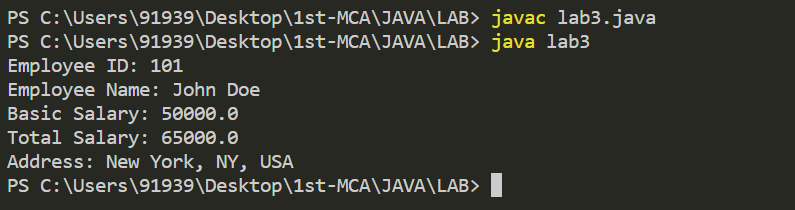 PS C:\Users\91939\Desktop\1st-MCA\JAVA\LAB> javac lab3.java
PS C:\Users\91939\Desktop\1st-MCA\JAVA\LAB> java lab3
Employee ID: 101
Employee Name: John Doe
Basic Salary: 50000.0
Total Salary: 65000.0
Address: New York, NY, USA
PS C:\Users\91939\Desktop\1st-MCA\JAVA\LAB>